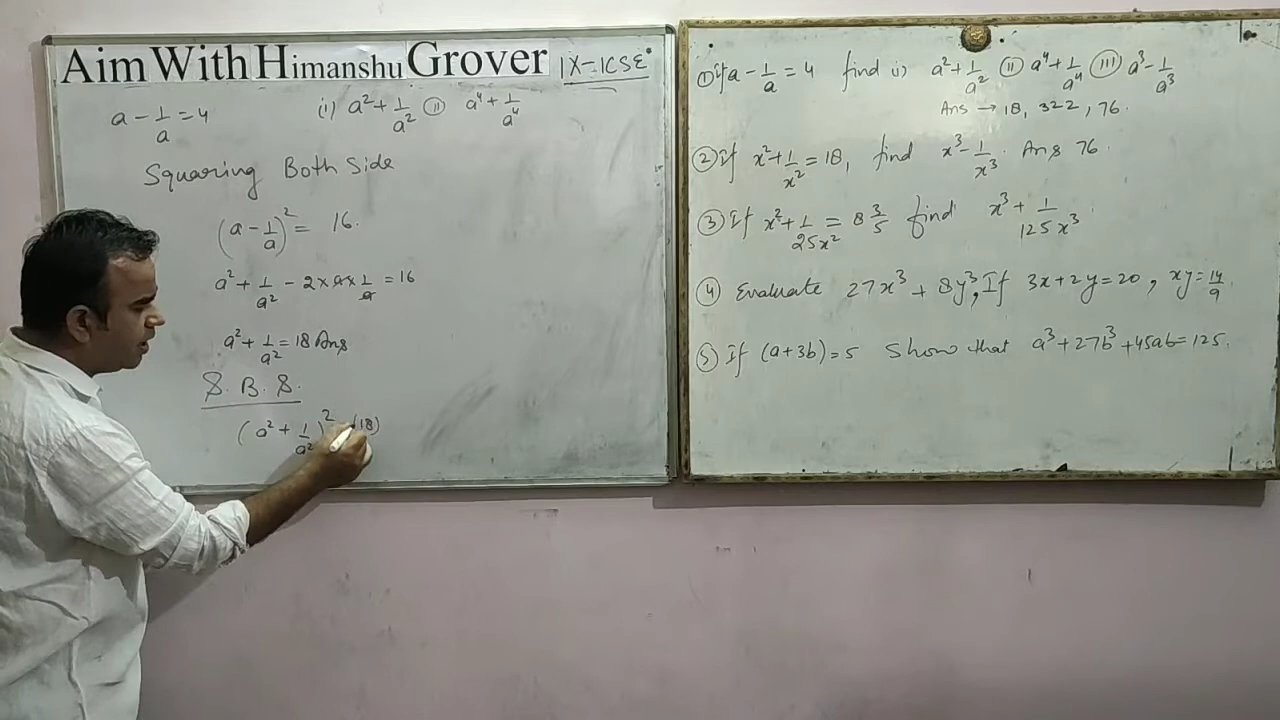 Aim With Himanshu Grover IX-ICSE
a - 1/a = 4 (i) a² + 1/a² (ii) a⁴ + 1/a⁴
Squaring Both Side
(a - 1/a)² = 16.
a² + 1/a² - 2 × a × 1/a = 16
a² + 1/a² = 18 Ans
S. B. S.
(a² + 1/a²)² (18)
① If a - 1/a = 4 find (i) a² + 1/a² (ii) a⁴ + 1/a⁴ (iii) a³ - 1/a³
Ans → 18, 322, 76.
② If x² + 1/x² = 18, find x³ - 1/x³. Ans 76.
③ If x² + 1/25x² = 8 3/5 find x³ + 1/125x³.
④ Evaluate 27x³ + 8y³, If 3x + 2y = 20, xy = 14/9.
⑤ If (a + 3b) = 5 Show that a³ + 27b³ + 45ab = 125.